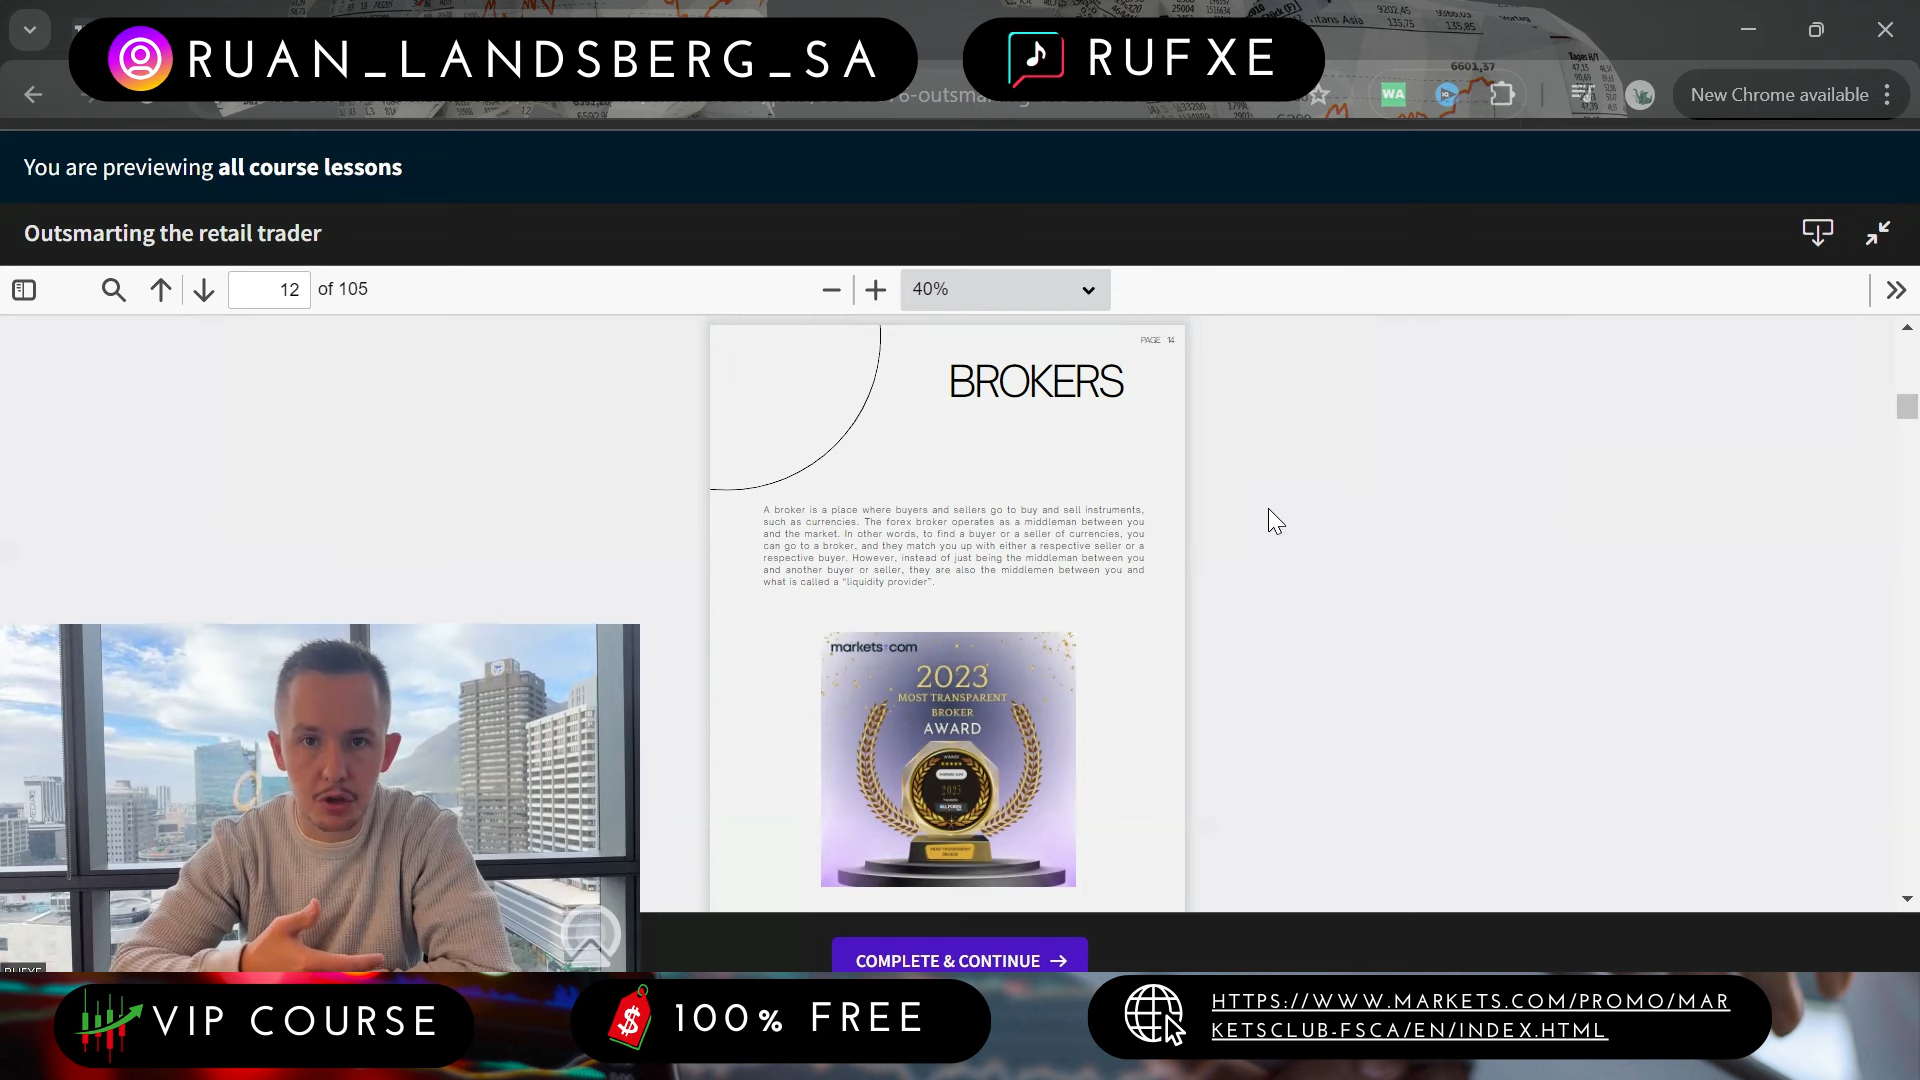 RUAN_LANDSBERG_SA
RUFXE
New Chrome available
WA
You are previewing all course lessons
Outsmarting the retail trader
12 of 105
40%
PAGE 14
BROKERS
A broker is a place where buyers and sellers go to buy and sell instruments,
such as currencies. The forex broker operates as a middleman between you
and the market. In other words, to find a buyer or a seller of currencies, you
can go to a broker, and they match you up with either a respective seller or a
respective buyer. However, instead of just being the middleman between you
and another buyer or seller, they are also the middlemen between you and
what is called a “liquidity provider”.
markets.com
2023
MOST TRANSPARENT
BROKER
AWARD
2023
COMPLETE & CONTINUE →
VIP COURSE
100% FREE
HTTPS://WWW.MARKETS.COM/PROMO/MAR
KETSCLUB-FSCA/EN/INDEX.HTML